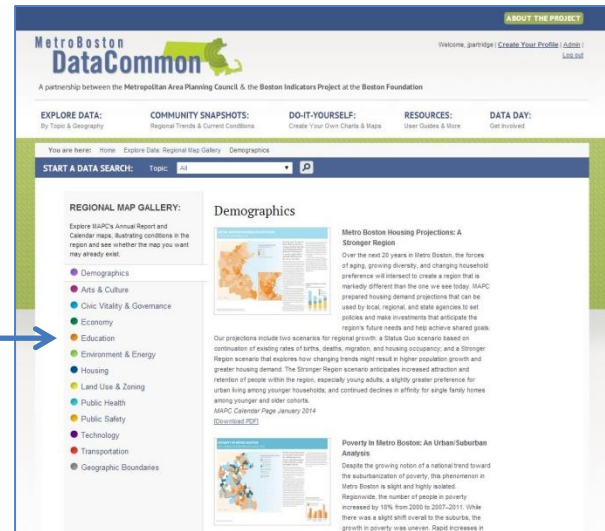 ABOUT THE PROJECT
MetroBoston
DataCommon
Welcome, jpartridge | Create Your Profile | Admin |
Log out
A partnership between the Metropolitan Area Planning Council & the Boston Indicators Project at the Boston Foundation
EXPLORE DATA: COMMUNITY SNAPSHOTS: DO-IT-YOURSELF: RESOURCES: DATA DAY:
By Topic & Geography Regional Trends & Current Conditions Create Your Own Charts & Maps User Guides & More Get Involved
You are here: Home Explore Data: Regional Map Gallery Demographics
START A DATA SEARCH: Topic: All
REGIONAL MAP GALLERY:
Explore MAPC's Annual Report and
Calendar maps, illustrating conditions in the
region and see whether the map you want
may already exist.
Demographics
Arts & Culture
Civic Vitality & Governance
Economy
Education
Environment & Energy
Housing
Land Use & Zoning
Public Health
Public Safety
Technology
Transportation
Geographic Boundaries
Demographics
Metro Boston Housing Projections: A
Stronger Region
Over the next 20 years in Metro Boston, the forces
of aging, growing diversity, and changing household
preference will intersect to create a region that is
markedly different than the one we see today. MAPC
prepared housing demand projections that can be
used by local, regional, and state agencies to set
policies and make investments that anticipate the
region's future needs and help achieve shared goals.
Our projections include two scenarios for regional growth: a Status Quo scenario based on
continuation of existing rates of births, deaths, migration, and housing occupancy; and a Stronger
Region scenario that explores how changing trends might result in higher population growth and
greater housing demand. The Stronger Region scenario anticipates increased attraction and
retention of people within the region, especially young adults; a slightly greater preference for
urban living among younger households; and continued declines in affinity for single family homes
among younger and older cohorts.
MAPC Calendar Page January 2014
[Download PDF]
Poverty in Metro Boston: An Urban/Suburban
Analysis
Despite the growing notion of a national trend toward
the suburbanization of poverty, this phenomenon in
Metro Boston is slight and highly isolated.
Regionwide, the number of people in poverty
increased by 18% from 2000 to 2007-2011. While
there was a slight shift overall to the suburbs, the
growth in poverty was uneven. Rapid increases in